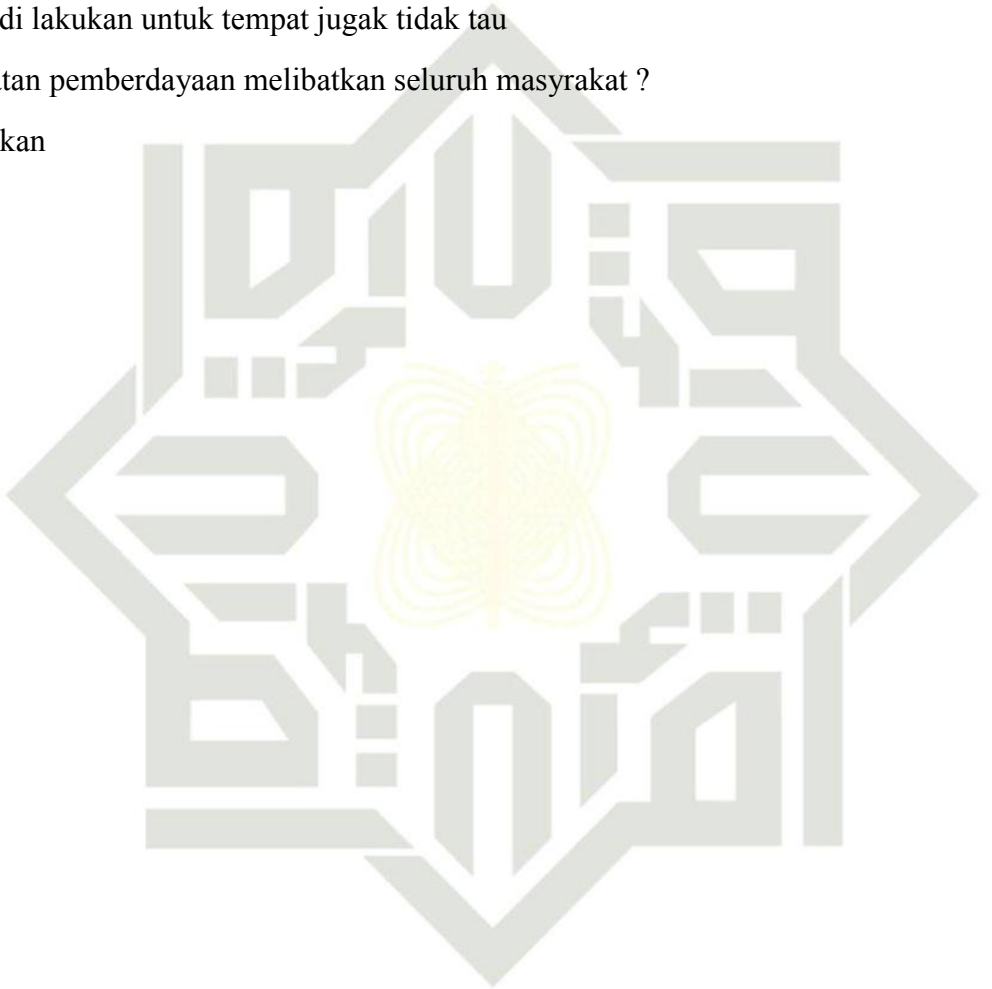 di lakukan untuk tempat jugak tidak tau
tan pemberdayaan melibatkan seluruh masyrakat ?
kan